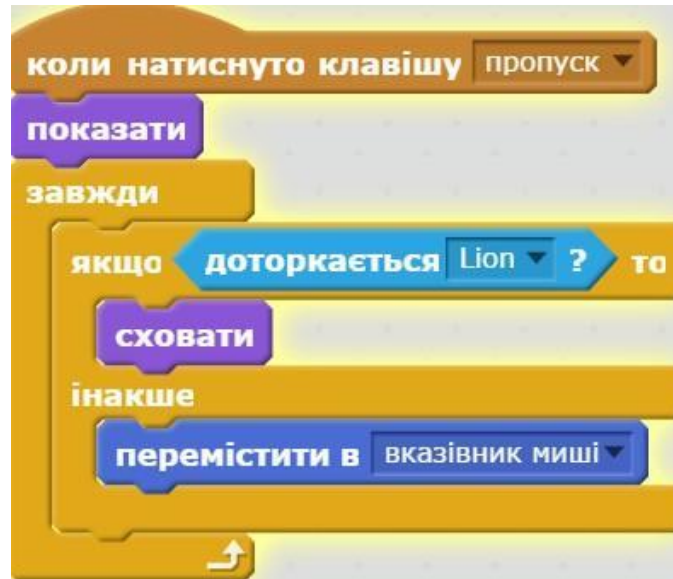 коли натиснуто клавішу пропуск
показати
завжди
якщо доторкається Lion ? то
сховати
інакше
перемістити в вказівник миші